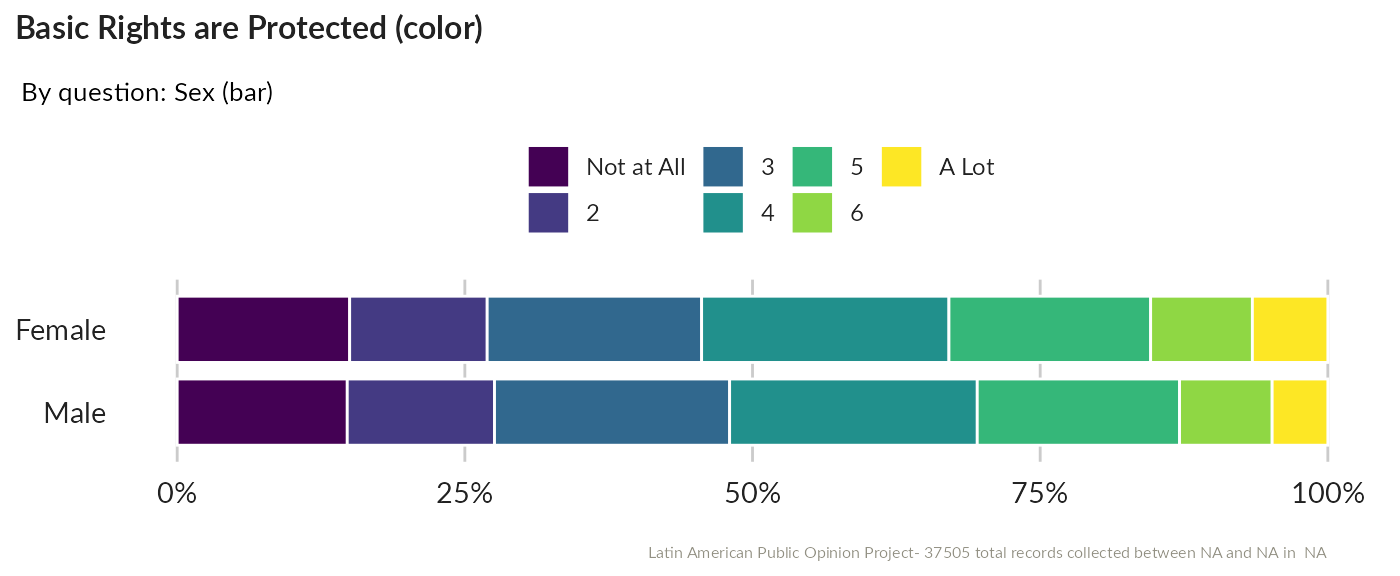 Basic Rights are Protected (color)
By question: Sex (bar)
Not at All 3 5 A Lot
2 4 6
Female
Male
0% 25% 50% 75% 100%
Latin American Public Opinion Project- 37505 total records collected between NA and NA in  NA